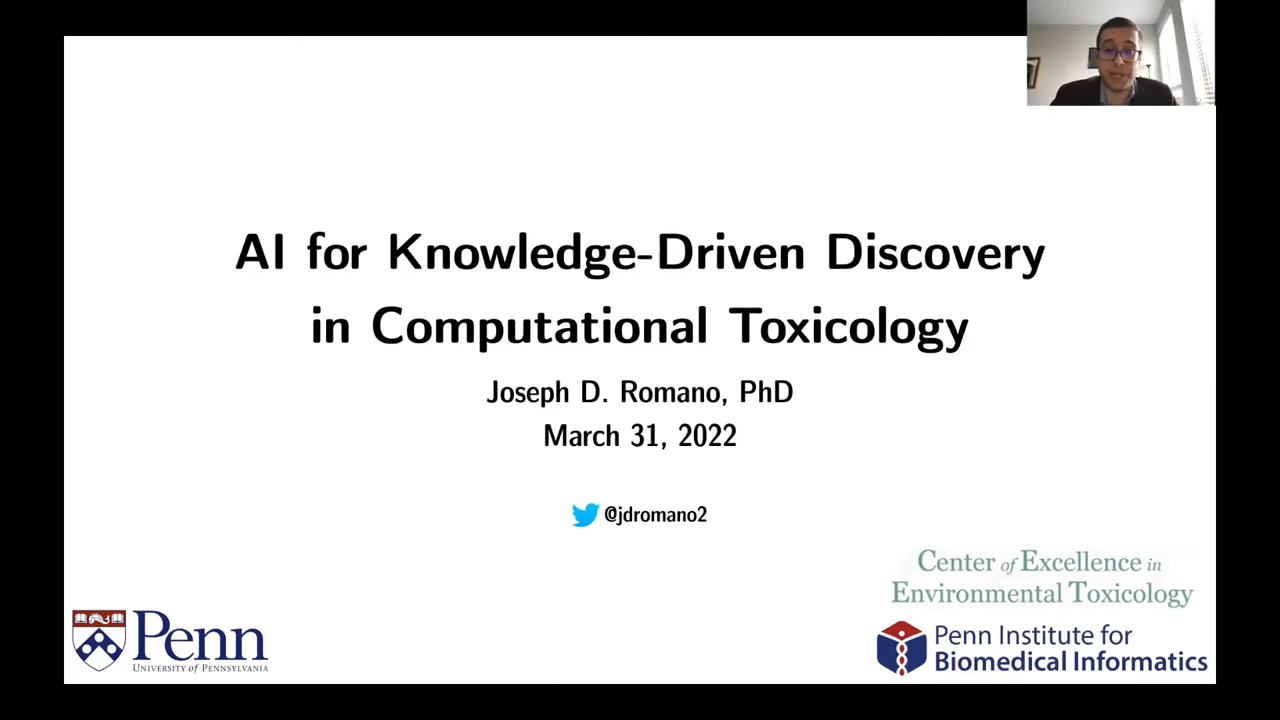 AI for Knowledge-Driven Discovery
in Computational Toxicology
Joseph D. Romano, PhD
March 31, 2022
@jdromano2
Center of Excellence in
Environmental Toxicology
Penn
UNIVERSITY of PENNSYLVANIA
Penn Institute for
Biomedical Informatics